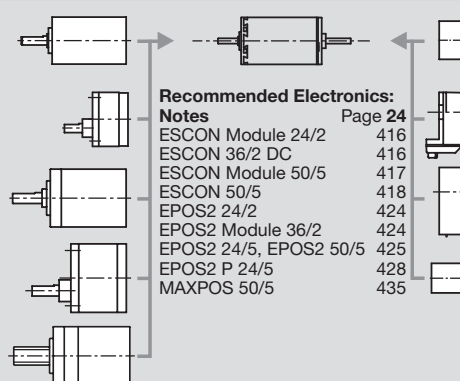 Recommended Electronics:
Notes Page 24
ESCON Module 24/2 416
ESCON 36/2 DC 416
ESCON Module 50/5 417
ESCON 50/5 418
EPOS2 24/2 424
EPOS2 Module 36/2 424
EPOS2 24/5, EPOS2 50/5 425
EPOS2 P 24/5 428
MAXPOS 50/5 435